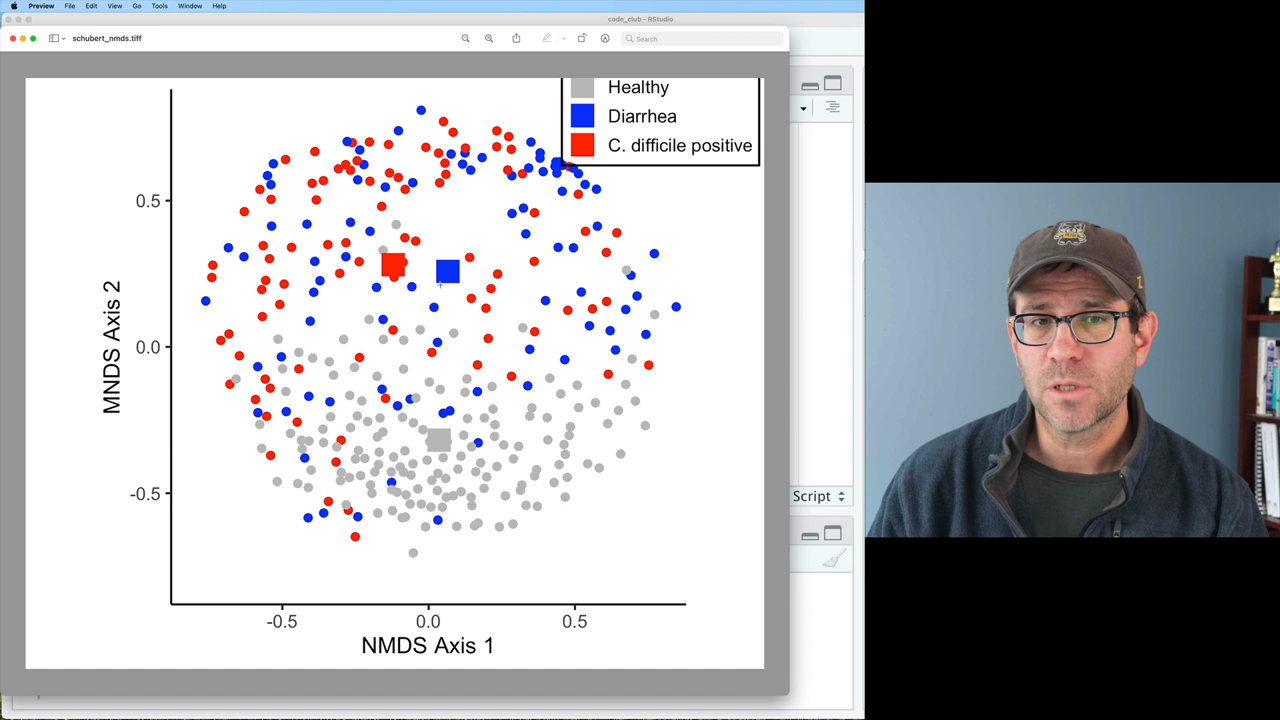 Preview File Edit View Go Tools Window Help
code_club - RStudio
schubert_nmds.tiff
Search
Healthy
Diarrhea
C. difficile positive
0.5
0.0
-0.5
MNDS Axis 2
-0.5 0.0 0.5
NMDS Axis 1
Script
1